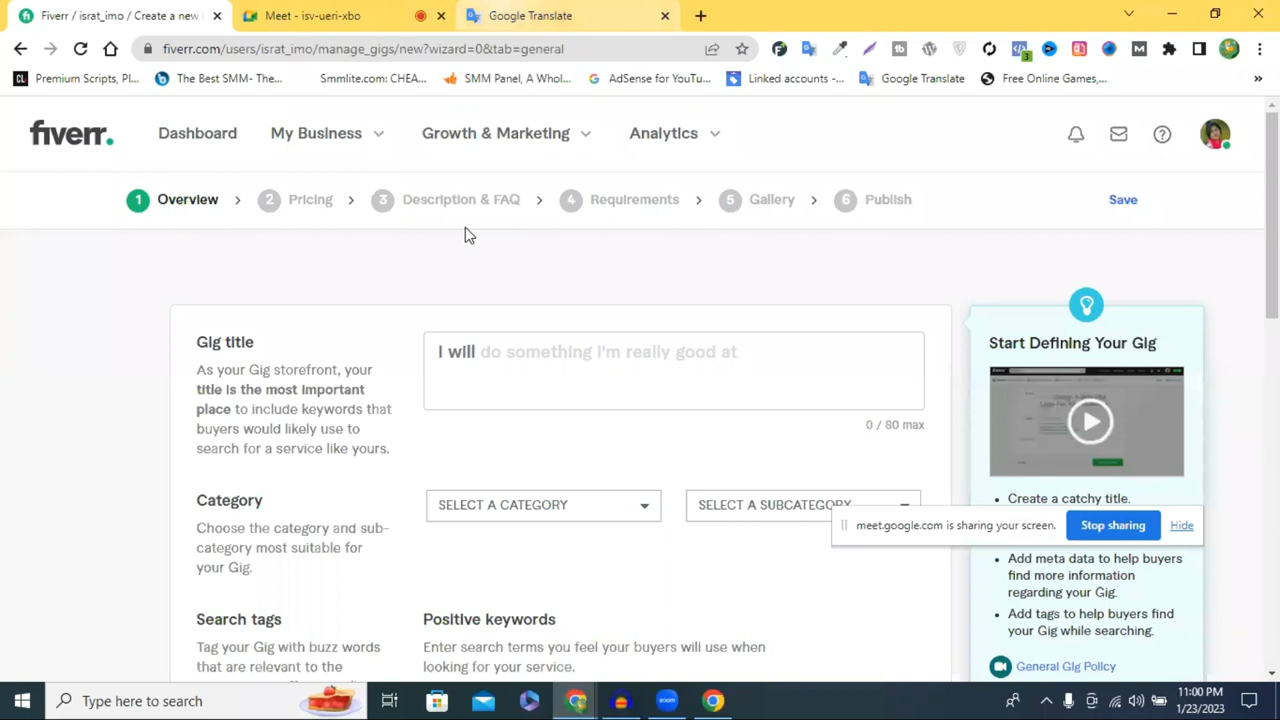 Fiverr / israt_imo / Create a new
Meet - isv-ueri-xbo
Google Translate
fiverr.com/users/israt_imo/manage_gigs/new?wizard=0&tab=general
Premium Scripts, Pl...
The Best SMM- The...
Smmlite.com: CHEA...
SMM Panel, A Whol...
AdSense for YouTu...
Linked accounts -...
Google Translate
Free Online Games,...
fiverr.
Dashboard
My Business
Growth & Marketing
Analytics
1 Overview
2 Pricing
3 Description & FAQ
4 Requirements
5 Gallery
6 Publish
Save
Gig title
As your Gig storefront, your
title is the most important
place to include keywords that
buyers would likely use to
search for a service like yours.
I will do something I'm really good at
0 / 80 max
Category
Choose the category and sub-
category most suitable for
your Gig.
SELECT A CATEGORY
SELECT A SUBCATEGORY
Search tags
Tag your Gig with buzz words
that are relevant to the
Positive keywords
Enter search terms you feel your buyers will use when
looking for your service.
Start Defining Your Gig
Create a catchy title.
meet.google.com is sharing your screen.
Stop sharing
Hide
Add meta data to help buyers
find more information
regarding your Gig.
Add tags to help buyers find
your Gig while searching.
General Gig Policy
Type here to search
11:00 PM
1/23/2023